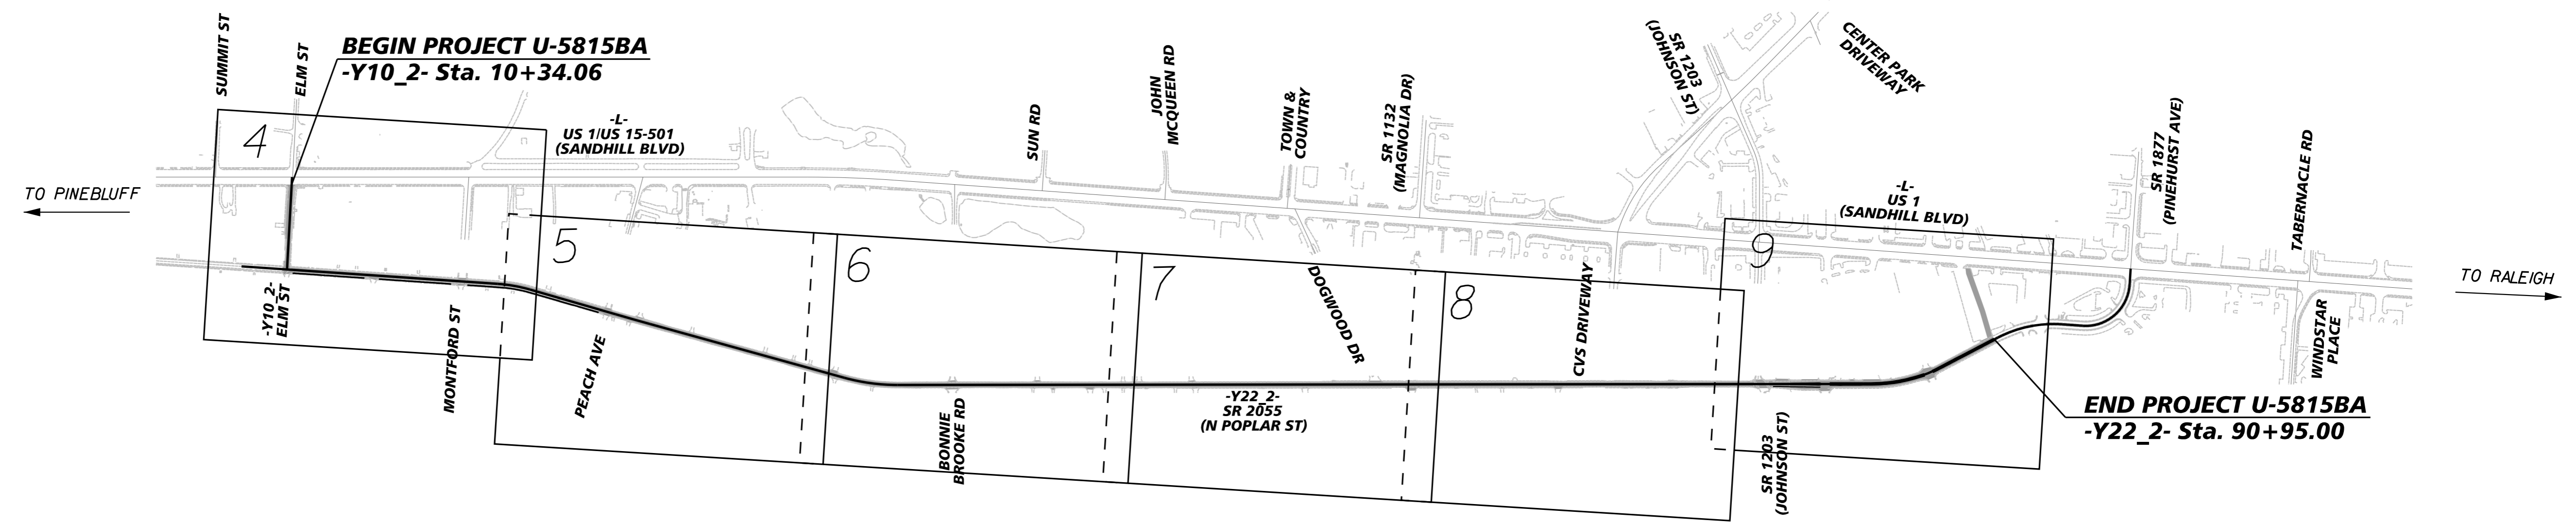 SUMMIT ST
ELM ST
BEGIN PROJECT U-5815BA
-Y10_2- Sta. 10+34.06
4
-L-
US 1/US 15-501
(SANDHILL BLVD)
TO PINEBLUFF
-Y10_2-
ELM ST
MONTFORD ST
5
PEACH AVE
6
SUN RD
JOHN
MCQUEEN RD
BONNIE
BROOKE RD
7
TOWN &
COUNTRY
DOGWOOD DR
-Y22_2-
SR 2055
(N POPLAR ST)
SR 1132
(MAGNOLIA DR)
8
CVS DRIVEWAY
SR 1203
(JOHNSON ST)
CENTER PARK
DRIVEWAY
9
-L-
US 1
(SANDHILL BLVD)
SR 1203
(JOHNSON ST)
SR 1877
(PINEHURST AVE)
TABERNACLE RD
WINDSTAR
PLACE
TO RALEIGH
END PROJECT U-5815BA
-Y22_2- Sta. 90+95.00